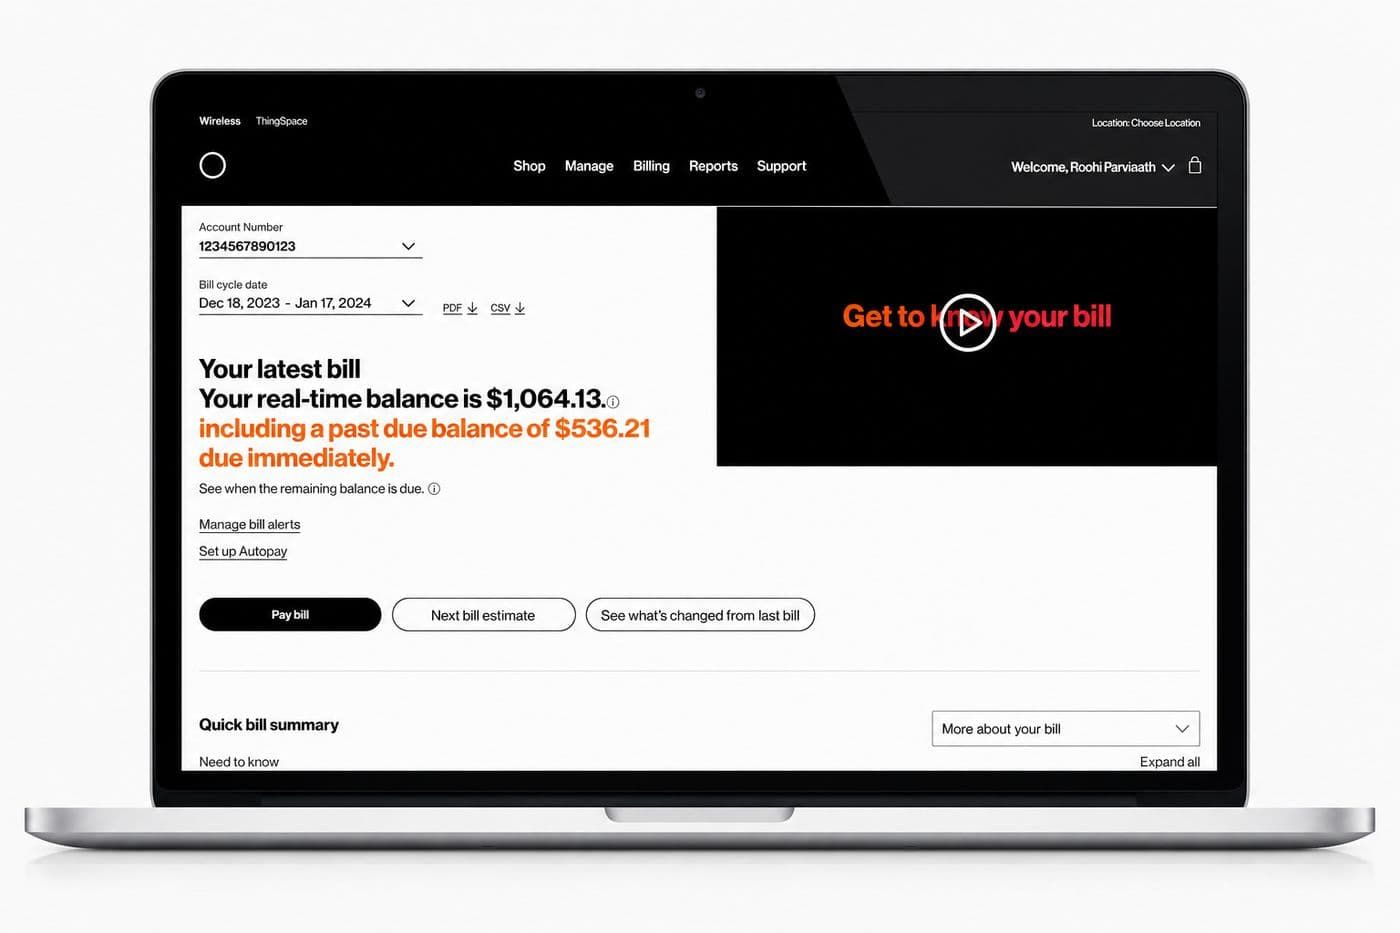 Wireless ThingSpace
Location: Choose Location
Shop Manage Billing Reports Support
Welcome, Roohi Parviaath
Account Number
1234567890123
Bill cycle date
Dec 18, 2023 - Jan 17, 2024
PDF CSV
Get to know your bill
Your latest bill
Your real-time balance is $1,064.13.
including a past due balance of $536.21
due immediately.
See when the remaining balance is due.
Manage bill alerts
Set up Autopay
Pay bill
Next bill estimate
See what's changed from last bill
Quick bill summary
More about your bill
Need to know
Expand all